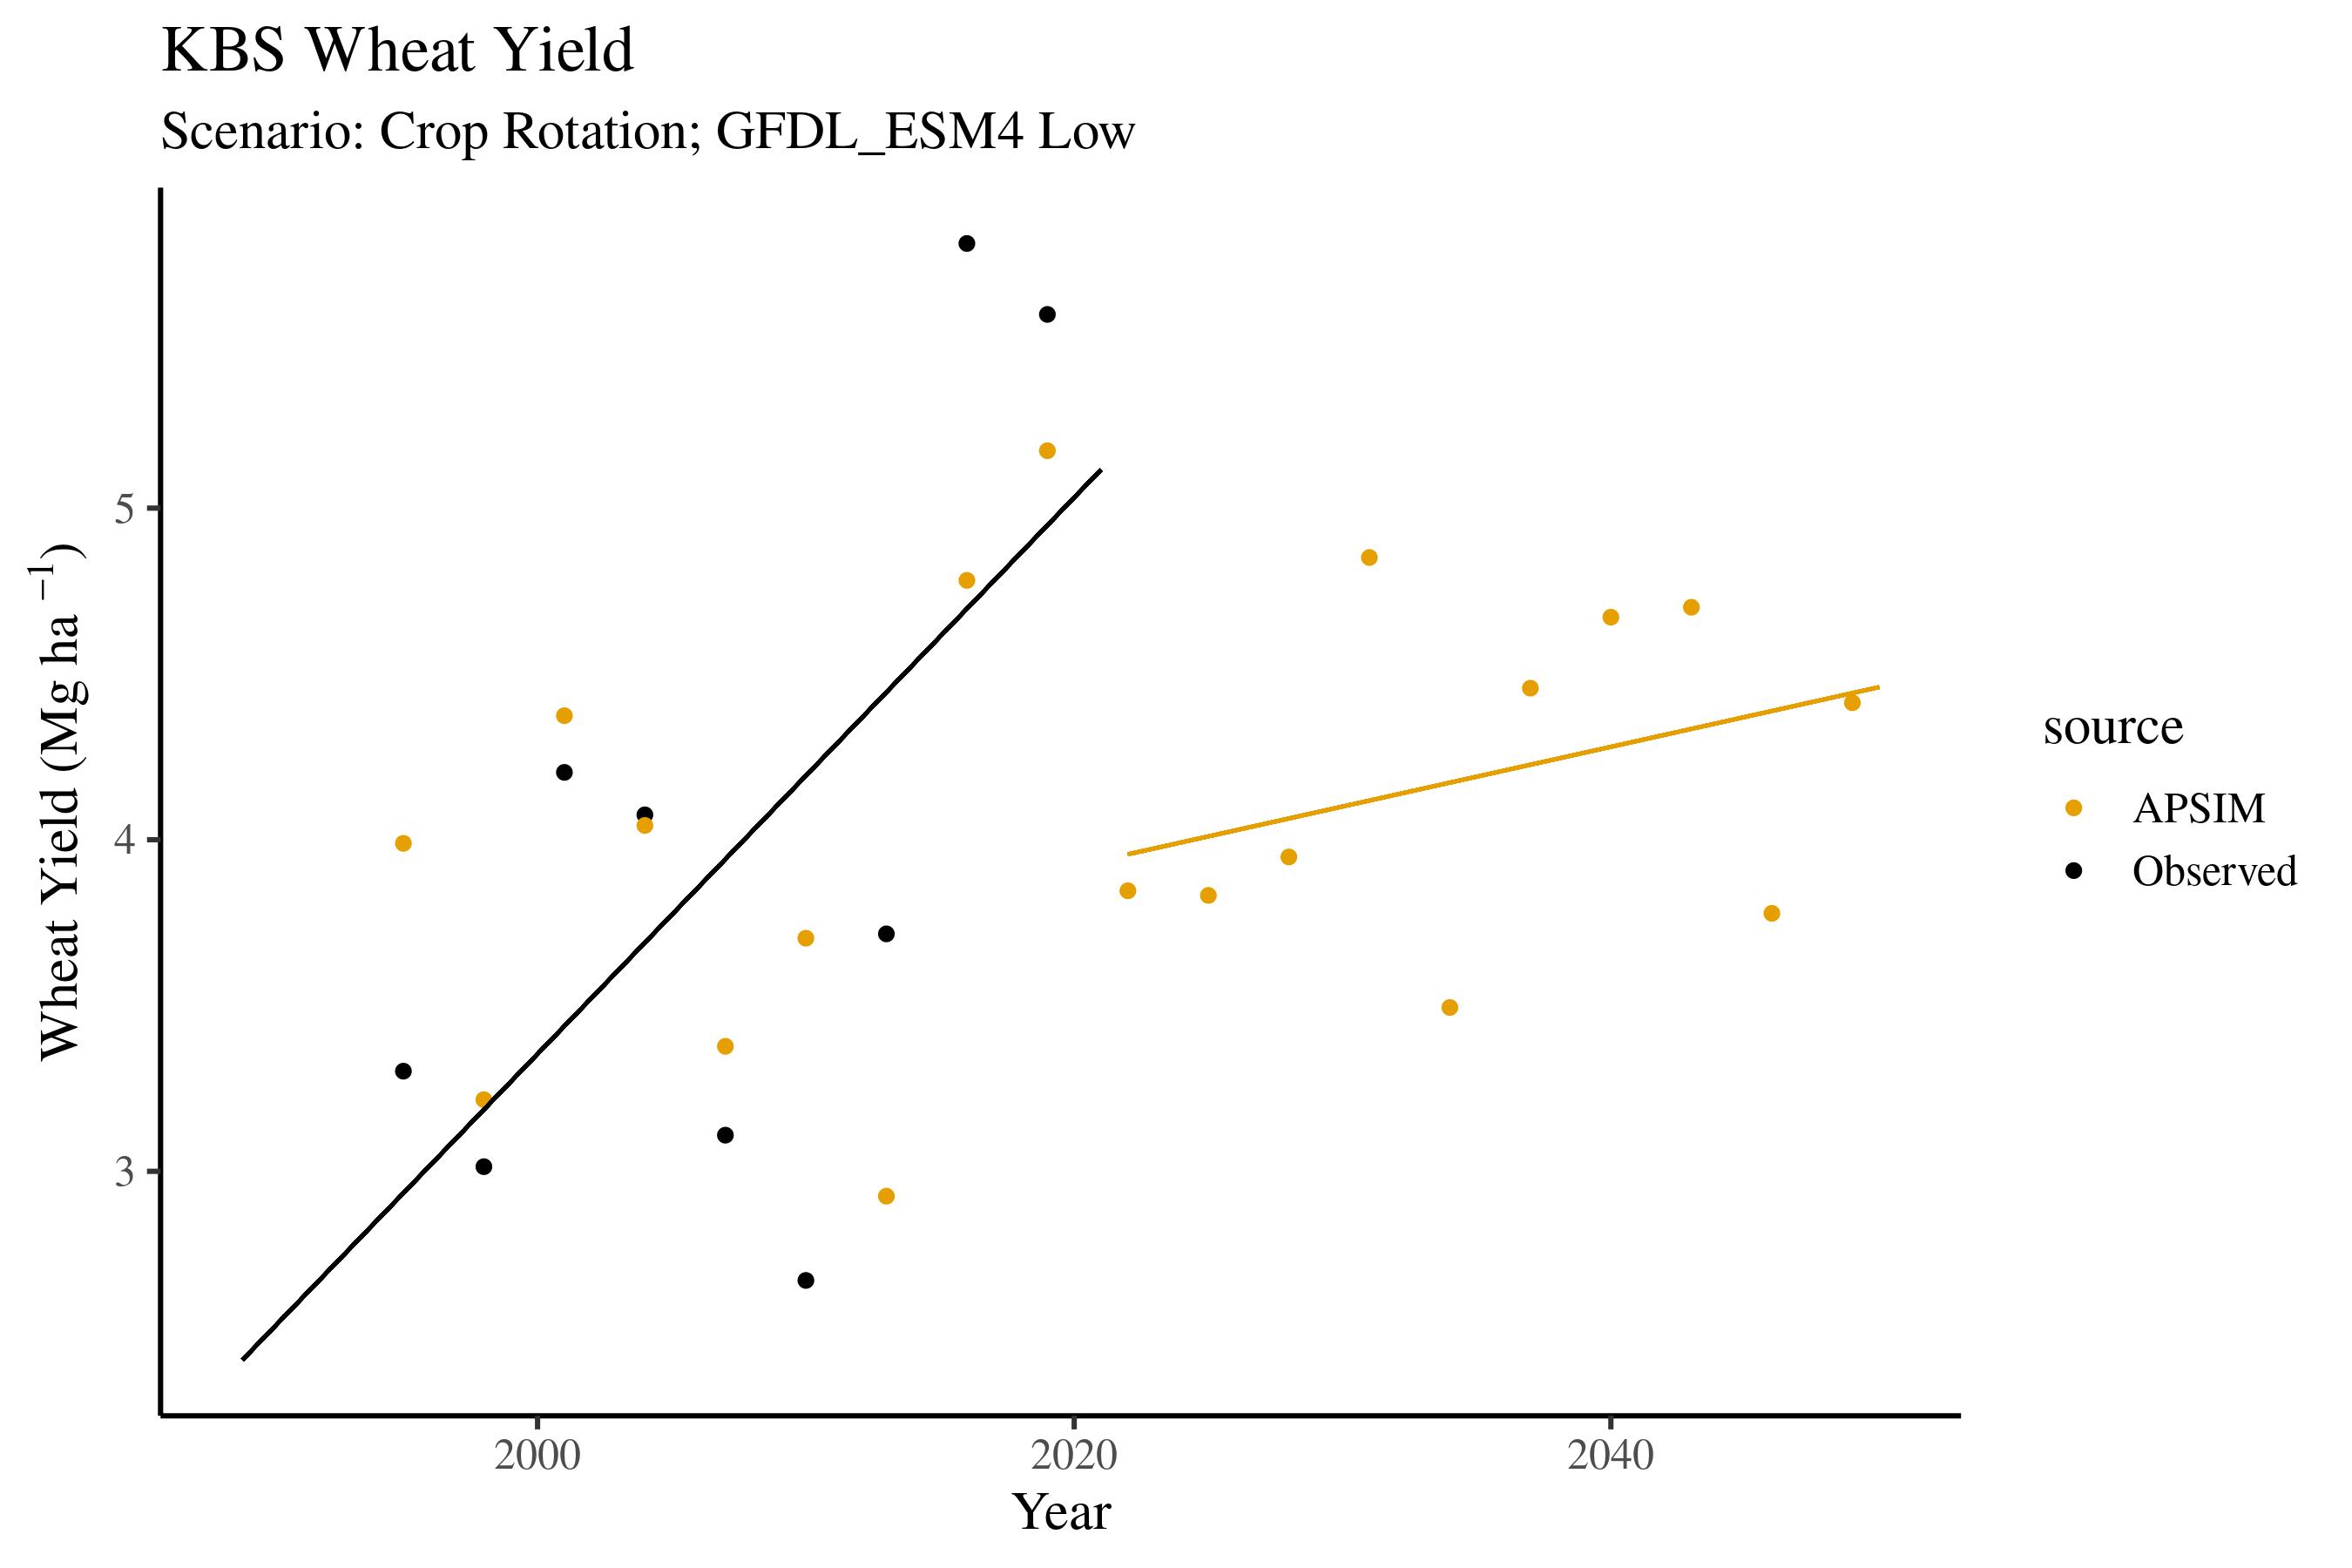 KBS Wheat Yield
Scenario: Crop Rotation; GFDL_ESM4 Low
Wheat Yield (Mg ha −1)
5
4
3
2000
2020
2040
Year
source
APSIM
Observed